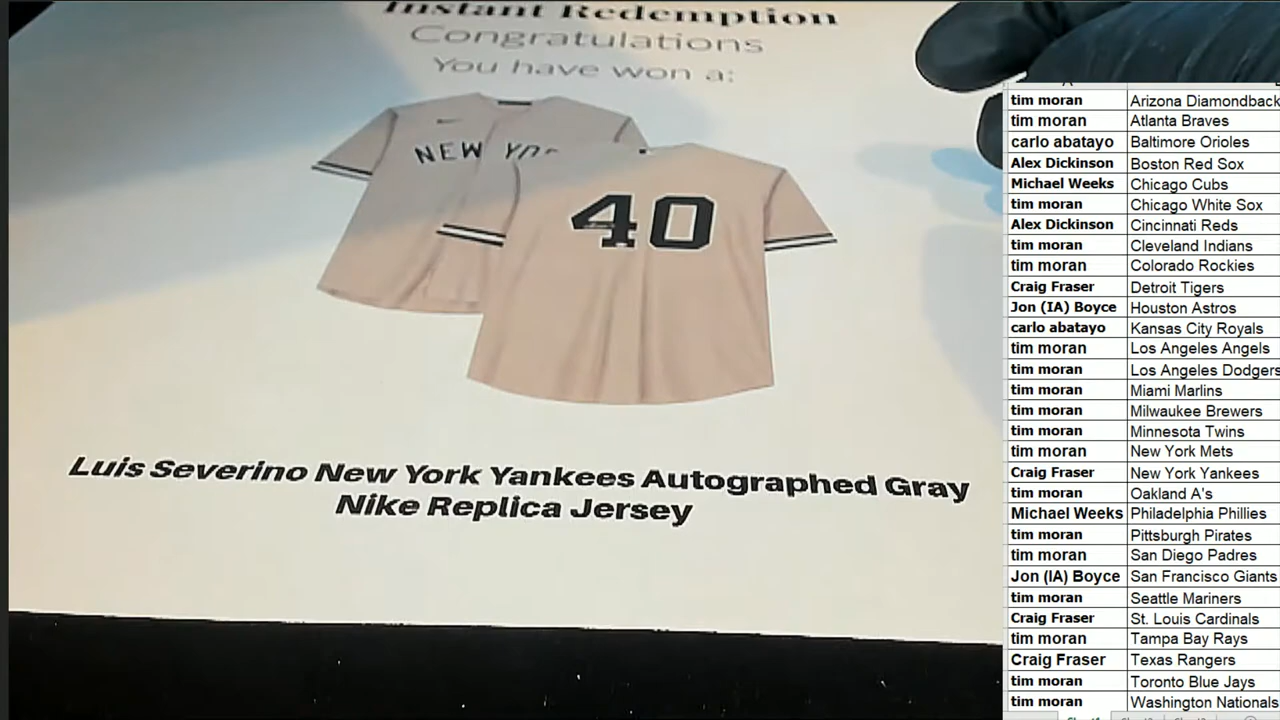 Instant Redemption
Congratulations
You have won a:
NEW
40
Luis Severino New York Yankees Autographed Gray
Nike Replica Jersey
tim moran Arizona Diamondback
tim moran Atlanta Braves
carlo abatayo Baltimore Orioles
Alex Dickinson Boston Red Sox
Michael Weeks Chicago Cubs
tim moran Chicago White Sox
Alex Dickinson Cincinnati Reds
tim moran Cleveland Indians
tim moran Colorado Rockies
Craig Fraser Detroit Tigers
Jon (IA) Boyce Houston Astros
carlo abatayo Kansas City Royals
tim moran Los Angeles Angels
tim moran Los Angeles Dodgers
tim moran Miami Marlins
tim moran Milwaukee Brewers
tim moran Minnesota Twins
tim moran New York Mets
Craig Fraser New York Yankees
tim moran Oakland A's
Michael Weeks Philadelphia Phillies
tim moran Pittsburgh Pirates
tim moran San Diego Padres
Jon (IA) Boyce San Francisco Giants
tim moran Seattle Mariners
Craig Fraser St. Louis Cardinals
tim moran Tampa Bay Rays
Craig Fraser Texas Rangers
tim moran Toronto Blue Jays
tim moran Washington Nationals